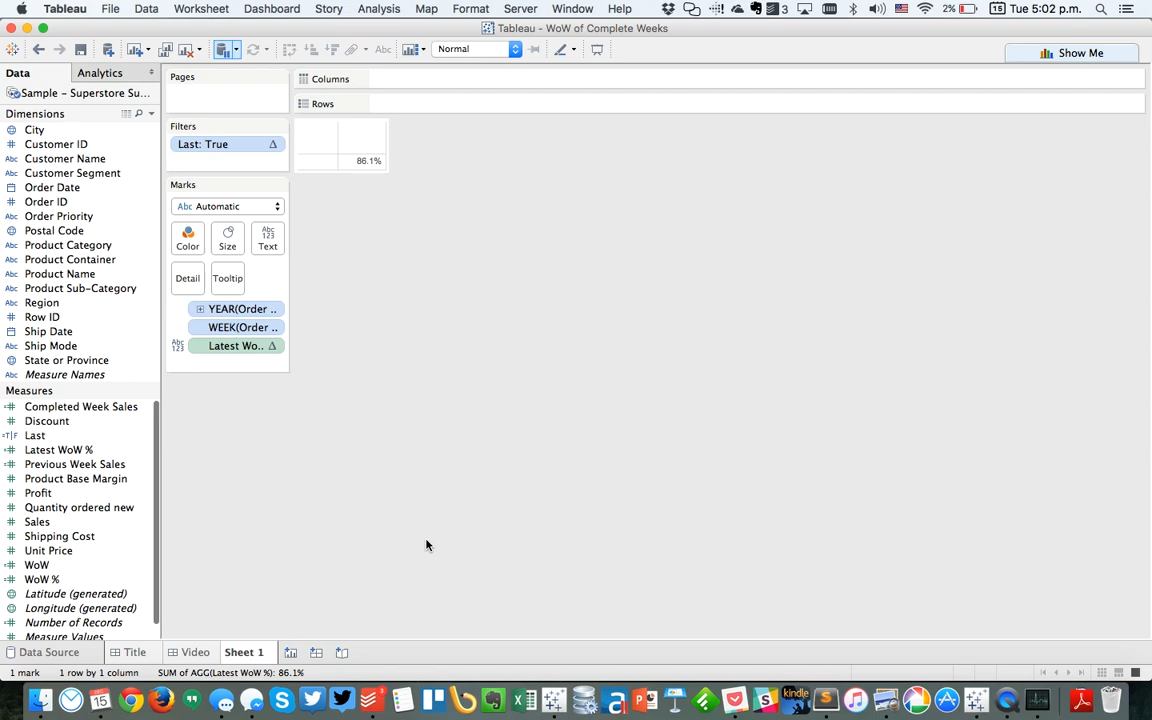 Tableau File Data Worksheet Dashboard Story Analysis Map Format Server Window Help 3 2% 15 Tue 5:02 p.m.
Tableau - WoW of Complete Weeks
Normal Show Me
Data Analytics Pages Columns
Sample - Superstore Su... Rows
Dimensions Filters
City Last: True Δ 86.1%
Customer ID
Customer Name
Customer Segment
Order Date
Order ID
Order Priority
Postal Code
Product Category
Product Container
Product Name
Product Sub-Category
Region
Row ID
Ship Date
Ship Mode
State or Province
Measure Names
Marks
Abc Automatic
Color Size Text
Detail Tooltip
YEAR(Order ..
WEEK(Order ..
Latest Wo.. Δ
Measures
Completed Week Sales
Discount
Last
Latest WoW %
Previous Week Sales
Product Base Margin
Profit
Quantity ordered new
Sales
Shipping Cost
Unit Price
WoW
WoW %
Latitude (generated)
Longitude (generated)
Number of Records
Measure Values
Data Source Title Video Sheet 1
1 mark 1 row by 1 column SUM of AGG(Latest WoW %): 86.1%